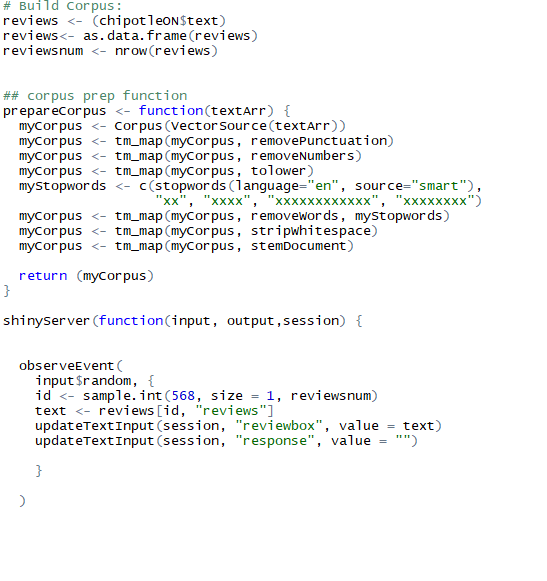 # Build Corpus:
reviews <- (chipotleON$text)
reviews<- as.data.frame(reviews)
reviewsnum <- nrow(reviews)
## corpus prep function
prepareCorpus <- function(textArr) {
  myCorpus <- Corpus(VectorSource(textArr))
  myCorpus <- tm_map(myCorpus, removePunctuation)
  myCorpus <- tm_map(myCorpus, removeNumbers)
  myCorpus <- tm_map(myCorpus, tolower)
  myStopwords <- c(stopwords(language="en", source="smart"),
                   "xx", "xxxx", "xxxxxxxxxxxx", "xxxxxxxx")
  myCorpus <- tm_map(myCorpus, removeWords, myStopwords)
  myCorpus <- tm_map(myCorpus, stripWhitespace)
  myCorpus <- tm_map(myCorpus, stemDocument)
  return (myCorpus)
}
shinyServer(function(input, output,session) {
  observeEvent(
    input$random, {
    id <- sample.int(568, size = 1, reviewsnum)
    text <- reviews[id, "reviews"]
    updateTextInput(session, "reviewbox", value = text)
    updateTextInput(session, "response", value = "")
    }
  )